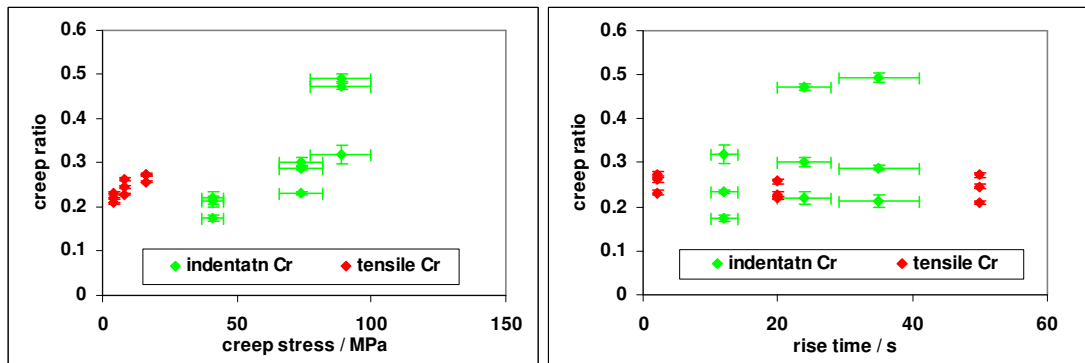 0.6
0.5
0.4
0.3
0.2
0.1
0
creep ratio
indentatn Cr
tensile Cr
0
50
100
150
creep stress / MPa
0.6
0.5
0.4
0.3
0.2
0.1
0
creep ratio
indentatn Cr
tensile Cr
0
20
40
60
rise time / s